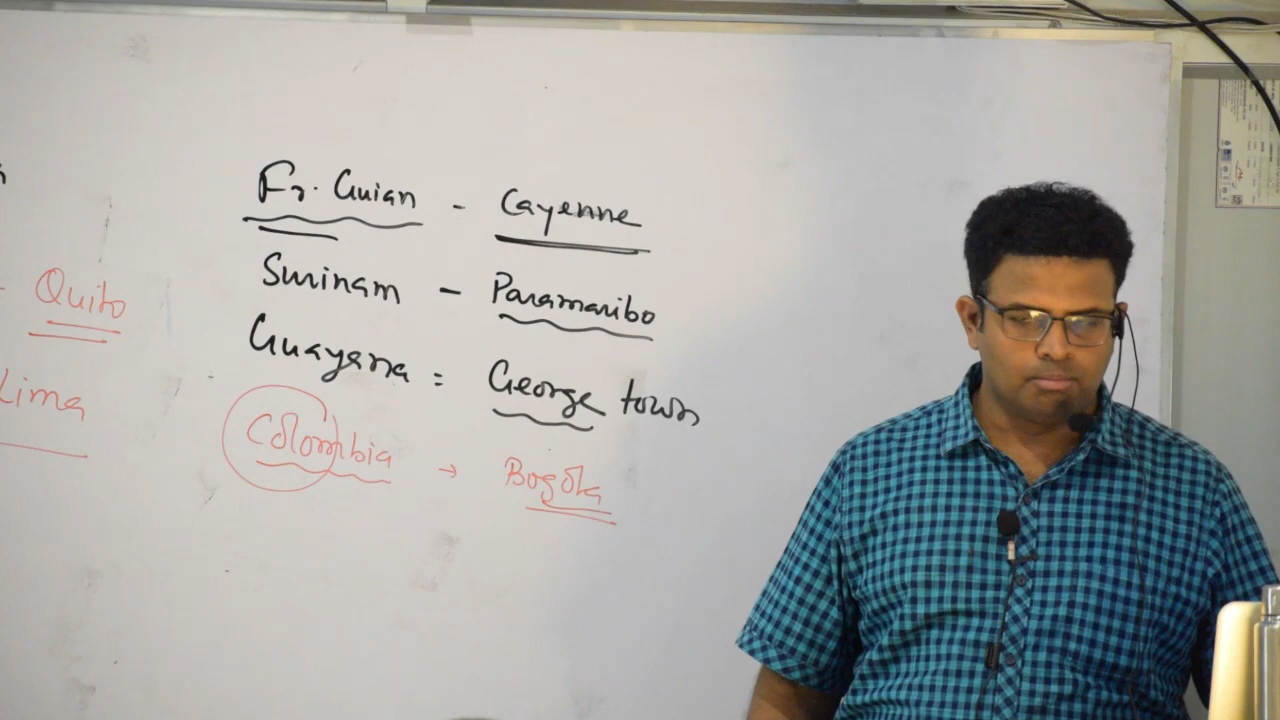 Fr. Guian - Cayenne
Surinam - Paramaribo
Guayana = George town
Colombia → Bogota
- Quito
Lima